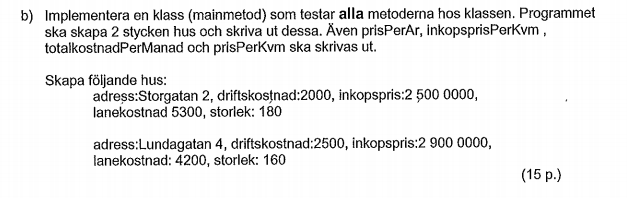 b) Implementera en klass (mainmetod) som testar alla metoderna hos klassen. Programmet
ska skapa 2 stycken hus och skriva ut dessa. Även prisPerAr, inkopsprisPerKvm ,
totalkostnadPerManad och prisPerKvm ska skrivas ut.
Skapa följande hus:
adress:Storgatan 2, driftskostnad:2000, inkopspris:2 500 0000,
lanekostnad 5300, storlek: 180
adress:Lundagatan 4, driftskostnad:2500, inkopspris:2 900 0000,
lanekostnad: 4200, storlek: 160
(15 p.)